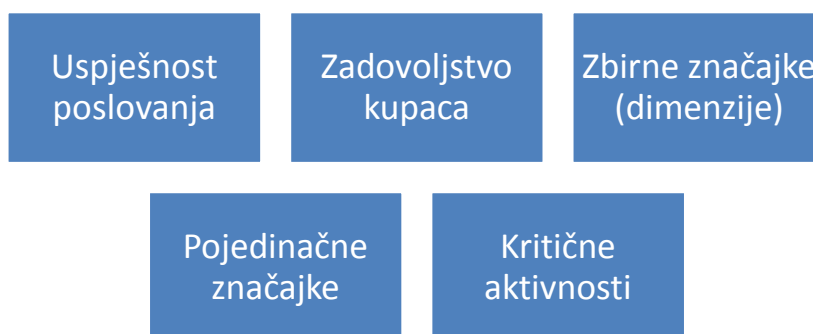 Uspješnost
poslovanja
Zadovoljstvo
kupaca
Zbirne značajke
(dimenzije)
Pojedinačne
značajke
Kritične
aktivnosti